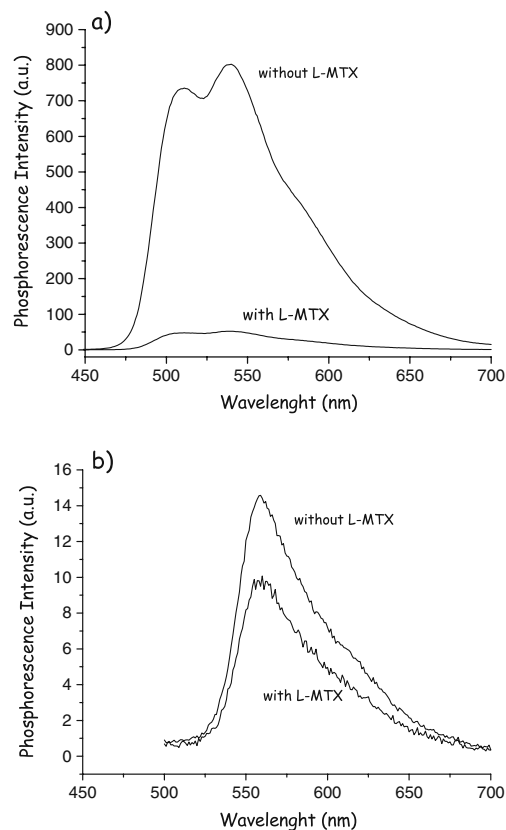 a)
Phosphorescence Intensity (a.u.)
900
800
700
600
500
400
300
200
100
0
without L-MTX
with L-MTX
450 500 550 600 650 700
Wavelenght (nm)
b)
Phosphorescence Intensity (a.u.)
16
14
12
10
8
6
4
2
0
without L-MTX
with L-MTX
450 500 550 600 650 700
Wavelenght (nm)